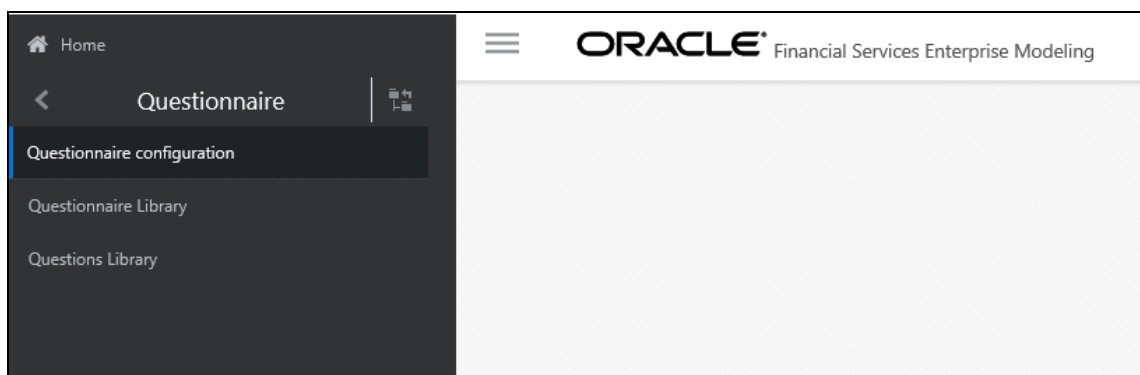 Home
ORACLE® Financial Services Enterprise Modeling
Questionnaire
Questionnaire configuration
Questionnaire Library
Questions Library